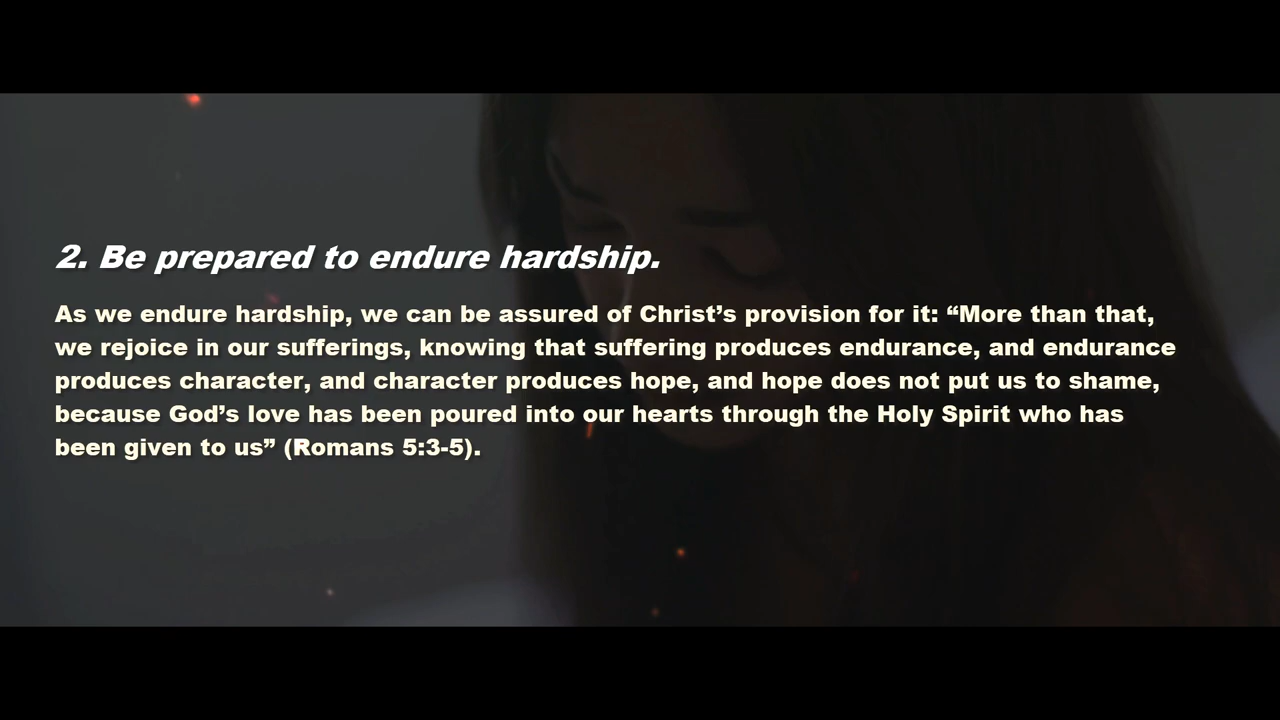 2. Be prepared to endure hardship.
As we endure hardship, we can be assured of Christ’s provision for it: “More than that,
we rejoice in our sufferings, knowing that suffering produces endurance, and endurance
produces character, and character produces hope, and hope does not put us to shame,
because God’s love has been poured into our hearts through the Holy Spirit who has
been given to us” (Romans 5:3-5).